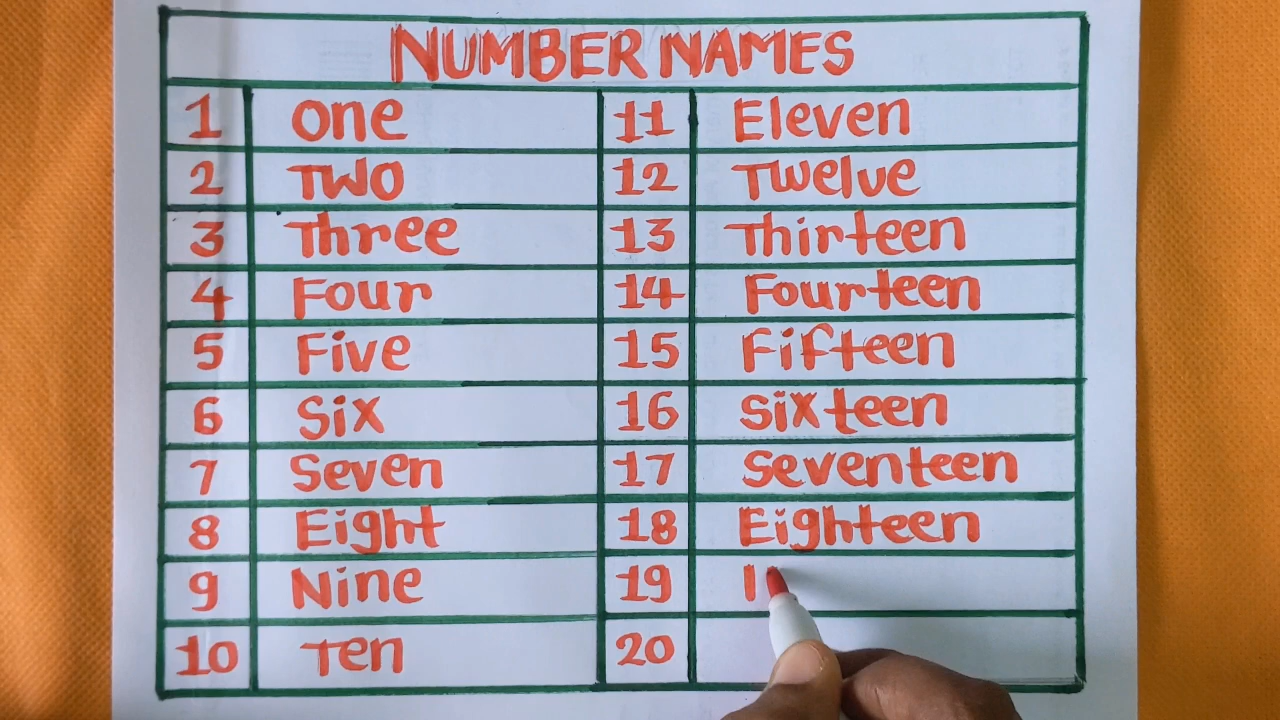 NUMBER NAMES
1 One 11 Eleven
2 Two 12 Twelve
3 Three 13 Thirteen
4 Four 14 Fourteen
5 Five 15 Fifteen
6 Six 16 Sixteen
7 Seven 17 Seventeen
8 Eight 18 Eighteen
9 Nine 19
10 Ten 20